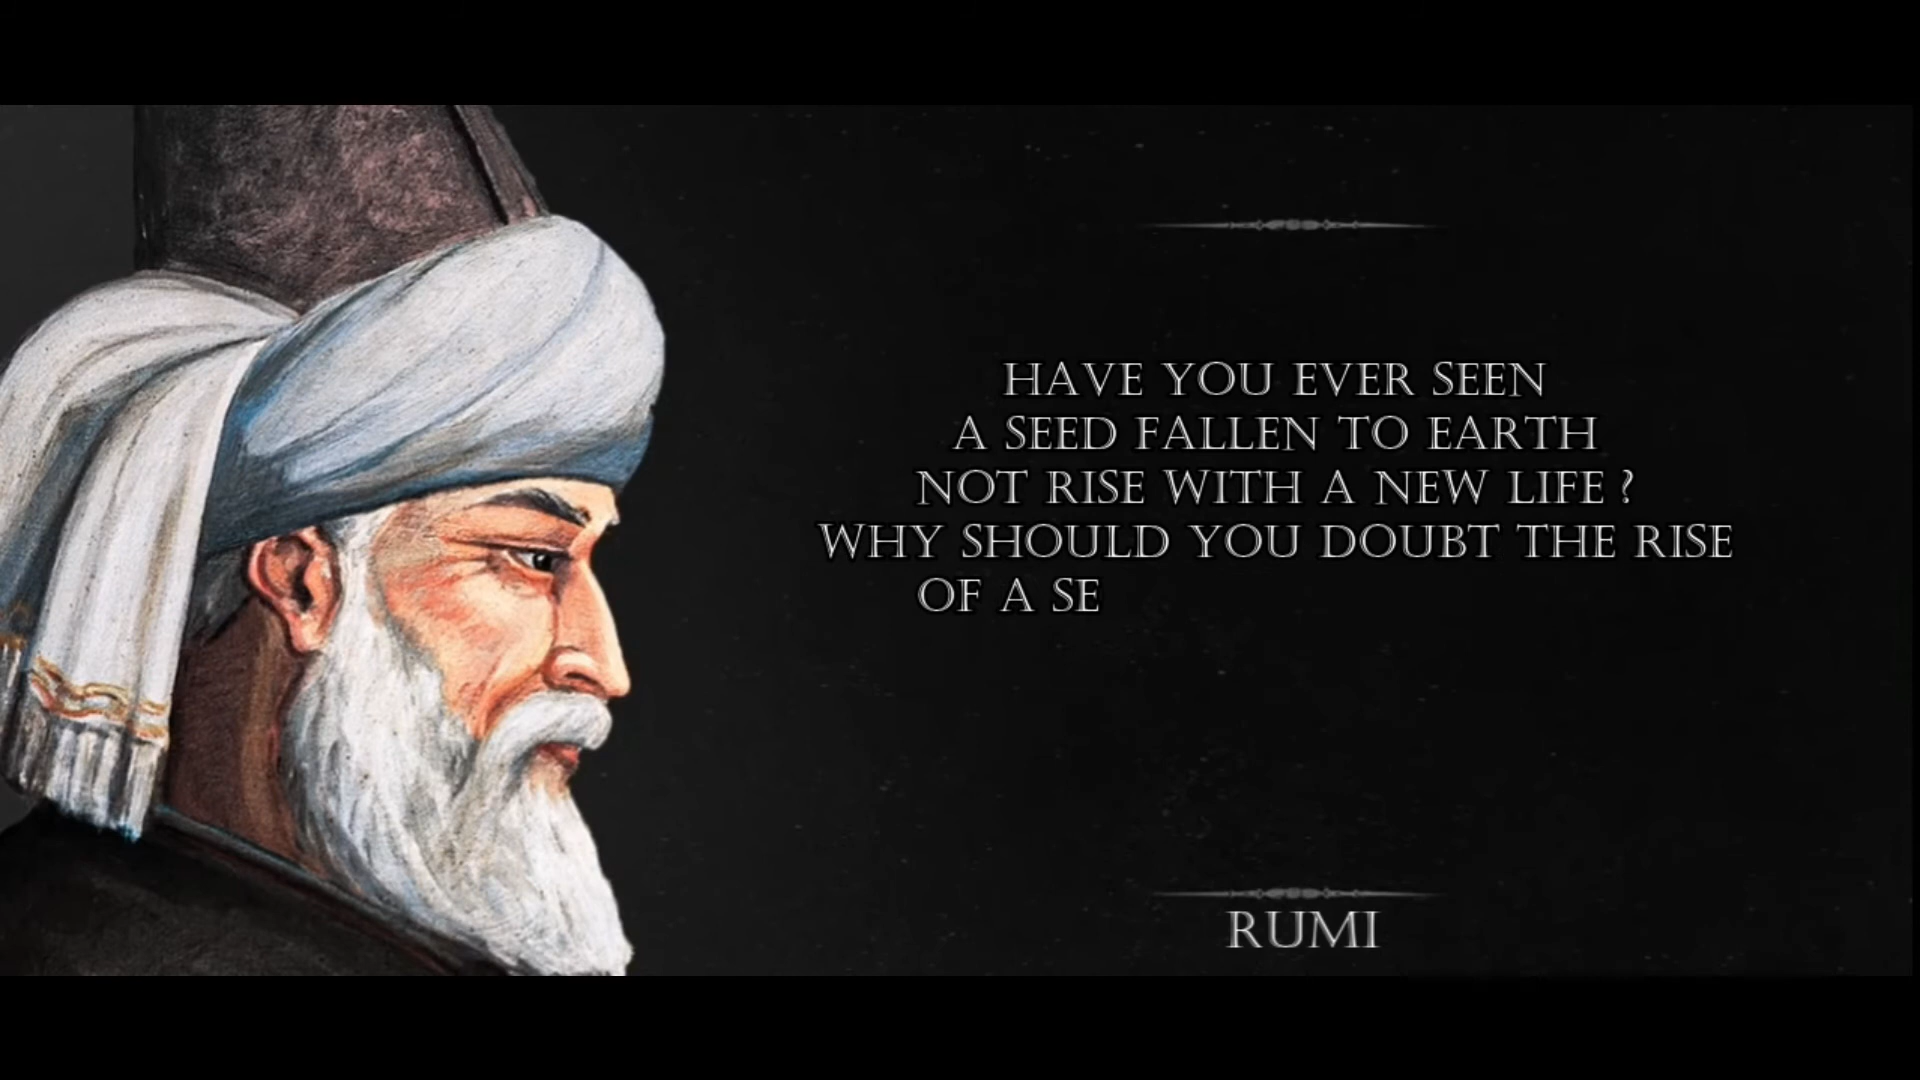 HAVE YOU EVER SEEN
A SEED FALLEN TO EARTH
NOT RISE WITH A NEW LIFE ?
WHY SHOULD YOU DOUBT THE RISE
OF A SE
RUMI